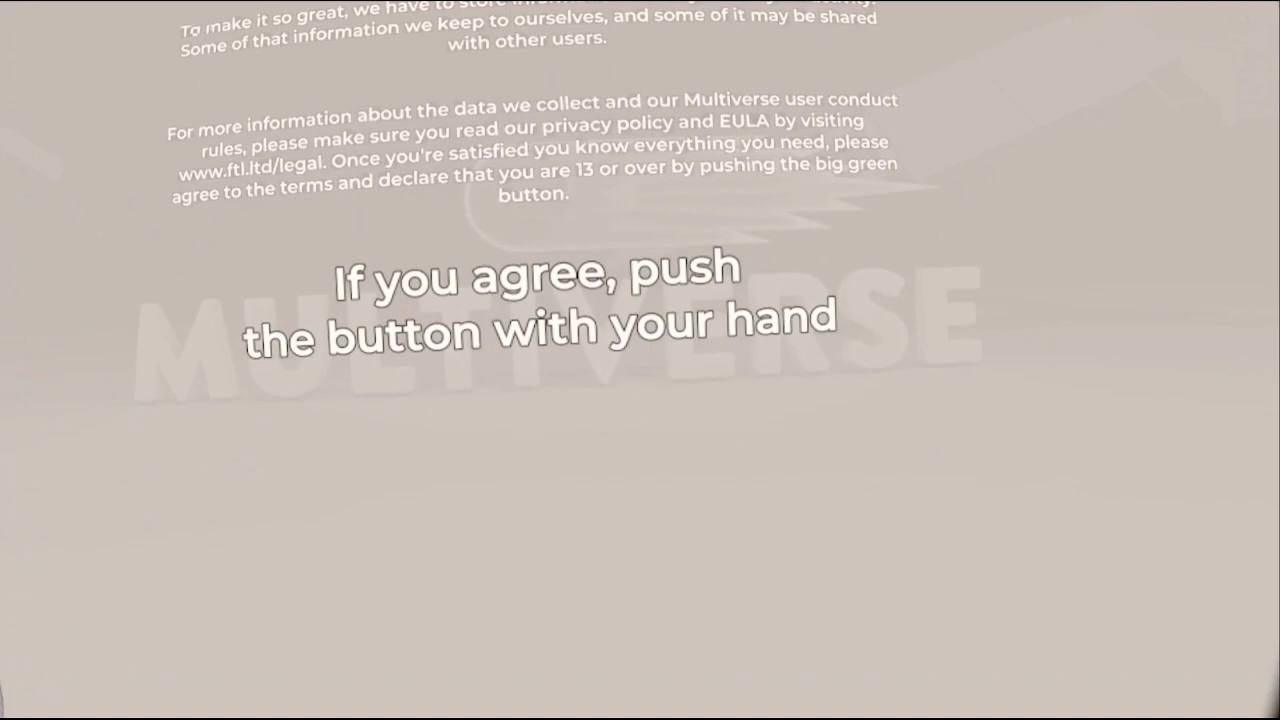 To make it so great, we have to store
Some of that information we keep to ourselves, and some of it may be shared
with other users.
For more information about the data we collect and our Multiverse user conduct
rules, please make sure you read our privacy policy and EULA by visiting
www.ftl.ltd/legal. Once you're satisfied you know everything you need, please
agree to the terms and declare that you are 13 or over by pushing the big green
button.
If you agree, push
the button with your hand
MULTIVERSE